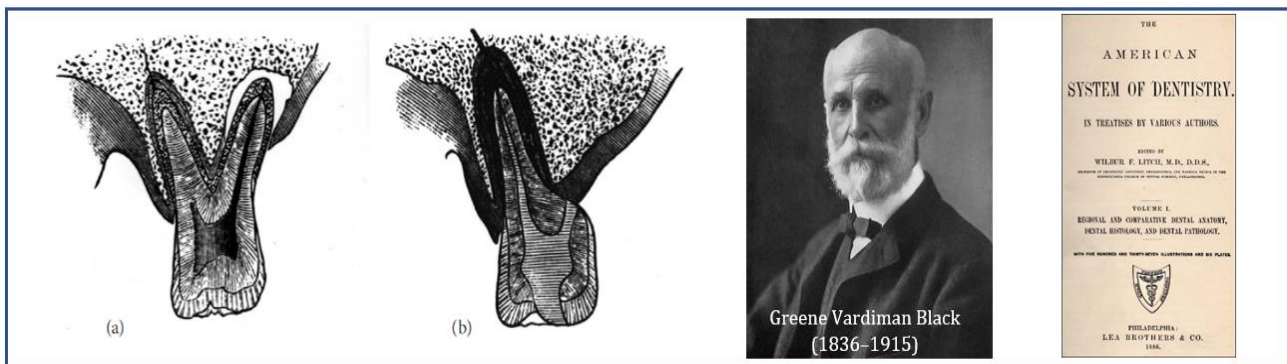 (a)
(b)
Greene Vardiman Black
(1836–1915)
THE
AMERICAN
SYSTEM OF DENTISTRY.
IN TREATISES BY VARIOUS AUTHORS.
EDITED BY
WILBUR F. LITCH, M.D., D.D.S.,
VOLUME I.
REGIONAL AND COMPARATIVE DENTAL ANATOMY,
DENTAL HISTOLOGY, AND DENTAL PATHOLOGY.
WITH FIVE HUNDRED AND THIRTY-SEVEN ILLUSTRATIONS AND SIX PLATES.
PHILADELPHIA:
LEA BROTHERS & CO.
1886.